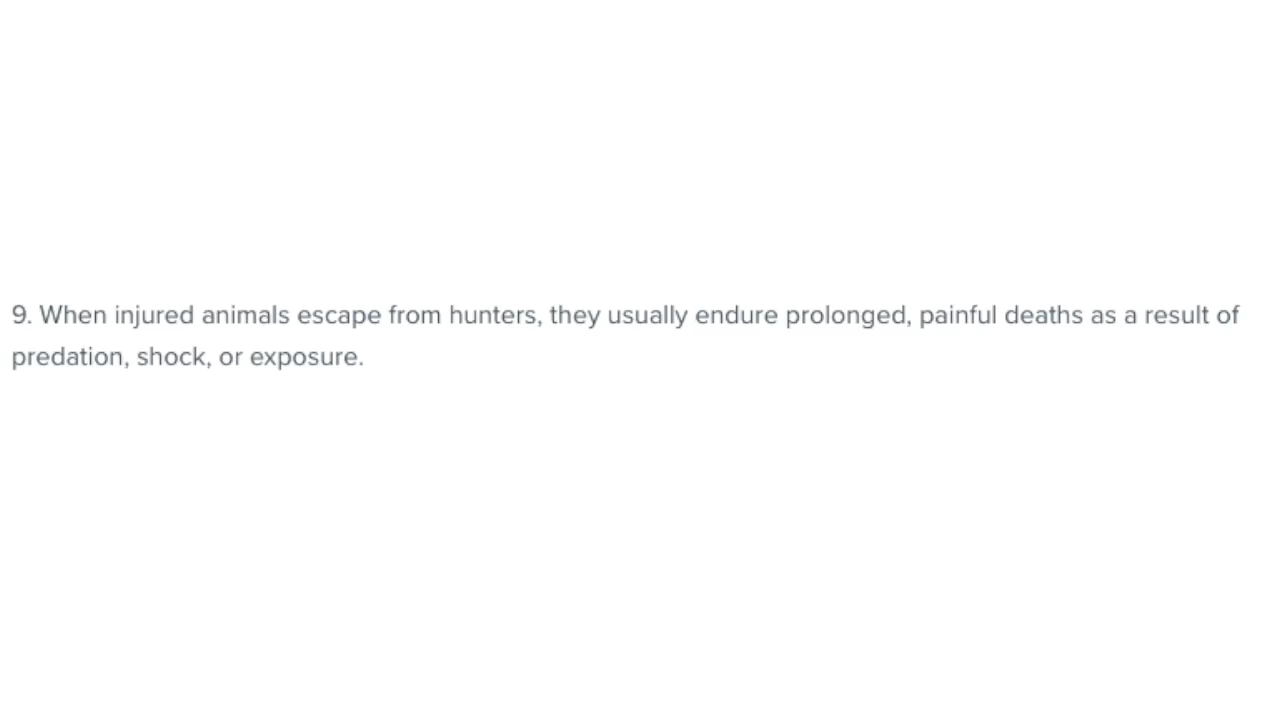 9. When injured animals escape from hunters, they usually endure prolonged, painful deaths as a result of
predation, shock, or exposure.